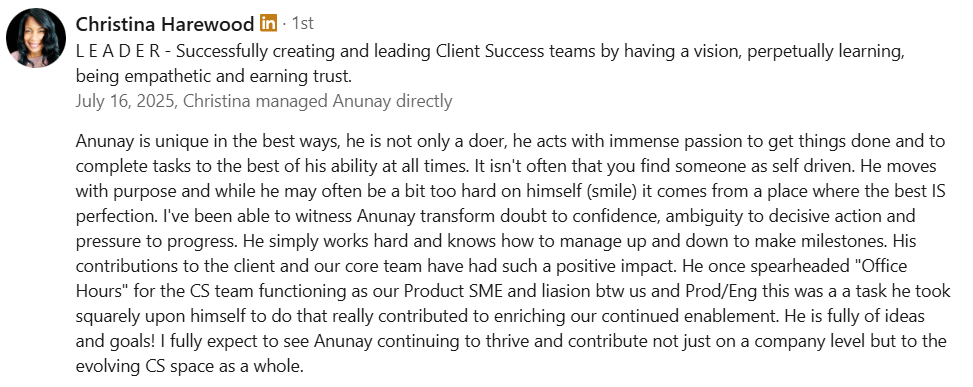 Christina Harewood in · 1st
L E A D E R - Successfully creating and leading Client Success teams by having a vision, perpetually learning,
being empathetic and earning trust.
July 16, 2025, Christina managed Anunay directly
Anunay is unique in the best ways, he is not only a doer, he acts with immense passion to get things done and to
complete tasks to the best of his ability at all times. It isn't often that you find someone as self driven. He moves
with purpose and while he may often be a bit too hard on himself (smile) it comes from a place where the best IS
perfection. I've been able to witness Anunay transform doubt to confidence, ambiguity to decisive action and
pressure to progress. He simply works hard and knows how to manage up and down to make milestones. His
contributions to the client and our core team have had such a positive impact. He once spearheaded "Office
Hours" for the CS team functioning as our Product SME and liasion btw us and Prod/Eng this was a a task he took
squarely upon himself to do that really contributed to enriching our continued enablement. He is fully of ideas
and goals! I fully expect to see Anunay continuing to thrive and contribute not just on a company level but to the
evolving CS space as a whole.